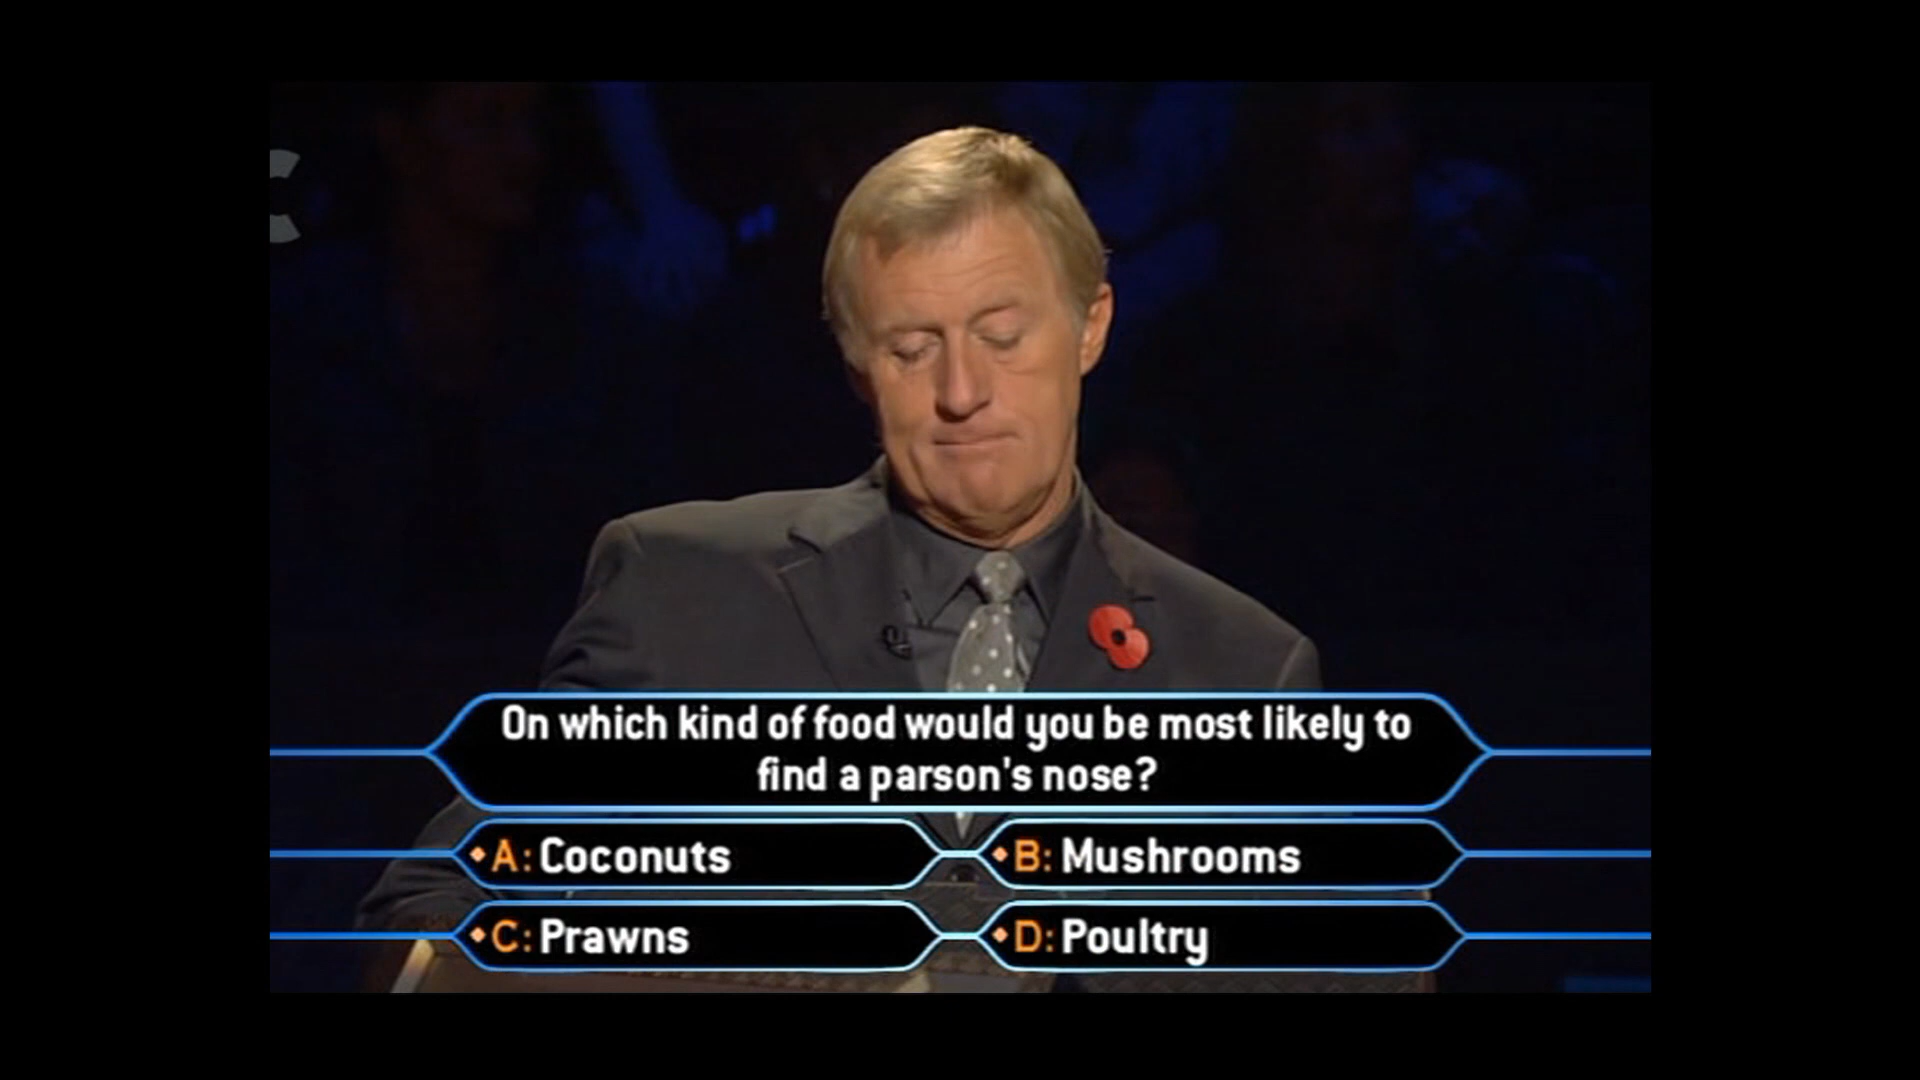 On which kind of food would you be most likely to
find a parson's nose?
A: Coconuts
B: Mushrooms
C: Prawns
D: Poultry